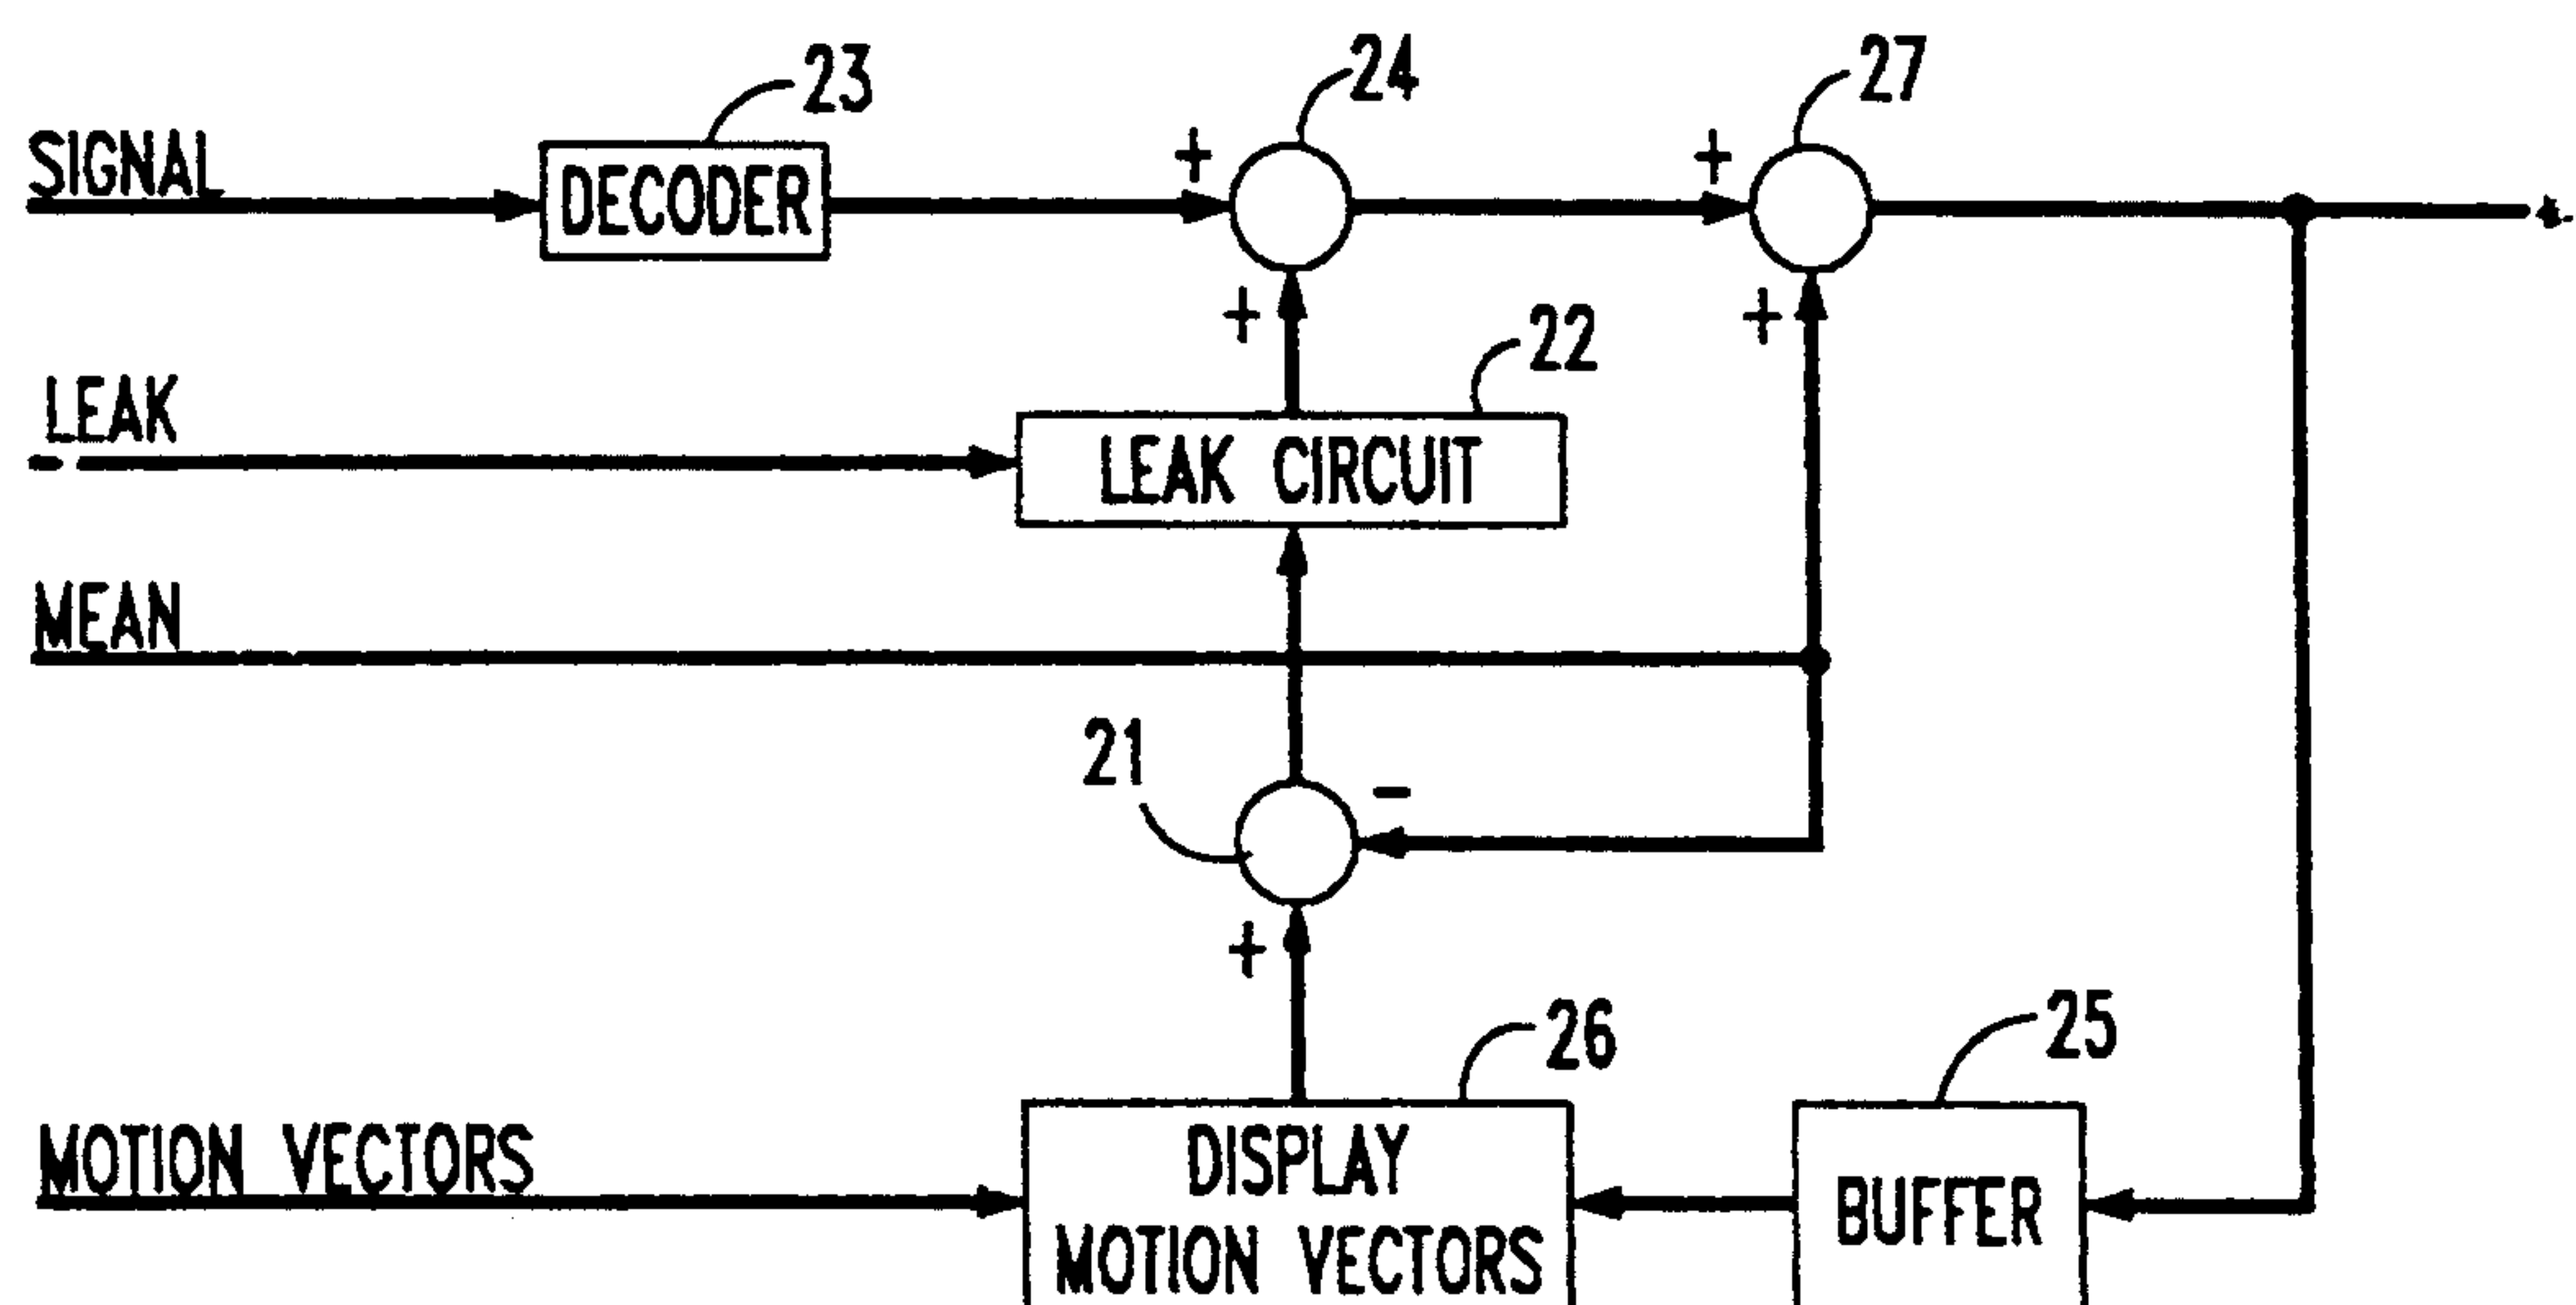 23
24
27
SIGNAL
DECODER
+
+
+
+
22
LEAK
LEAK CIRCUIT
MEAN
21
-
+
26
25
MOTION VECTORS
DISPLAY
MOTION VECTORS
BUFFER